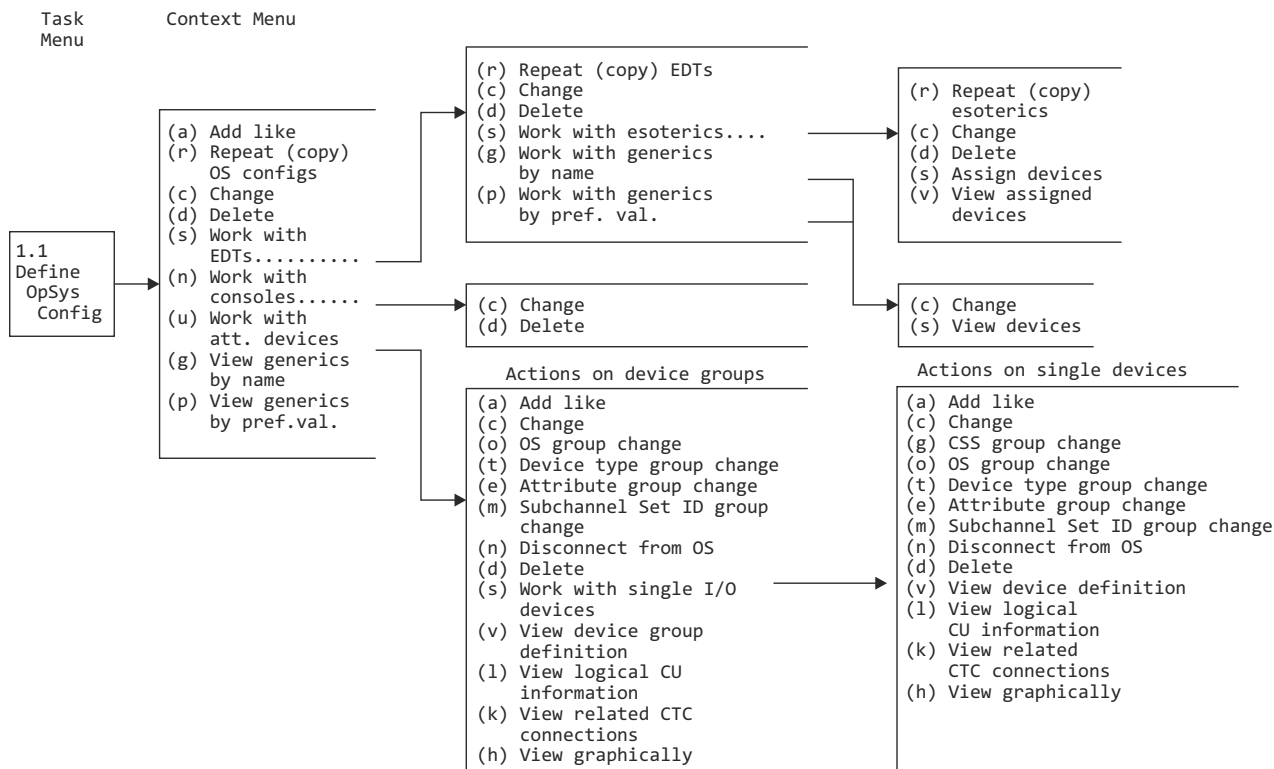 Task
Menu
Context Menu
1.1
Define
OpSys
Config
(a) Add like
(r) Repeat (copy)
OS configs
(c) Change
(d) Delete
(s) Work with
EDTs..........
(n) Work with
consoles......
(u) Work with
att. devices
(g) View generics
by name
(p) View generics
by pref.val.
(r) Repeat (copy) EDTs
(c) Change
(d) Delete
(s) Work with esoterics....
(g) Work with generics
by name
(p) Work with generics
by pref. val.
(r) Repeat (copy)
esoterics
(c) Change
(d) Delete
(s) Assign devices
(v) View assigned
devices
(c) Change
(d) Delete
(c) Change
(s) View devices
Actions on device groups
(a) Add like
(c) Change
(o) OS group change
(t) Device type group change
(e) Attribute group change
(m) Subchannel Set ID group
change
(n) Disconnect from OS
(d) Delete
(s) Work with single I/O
devices
(v) View device group
definition
(l) View logical CU
information
(k) View related CTC
connections
(h) View graphically
Actions on single devices
(a) Add like
(c) Change
(g) CSS group change
(o) OS group change
(t) Device type group change
(e) Attribute group change
(m) Subchannel Set ID group change
(n) Disconnect from OS
(d) Delete
(v) View device definition
(l) View logical
CU information
(k) View related
CTC connections
(h) View graphically